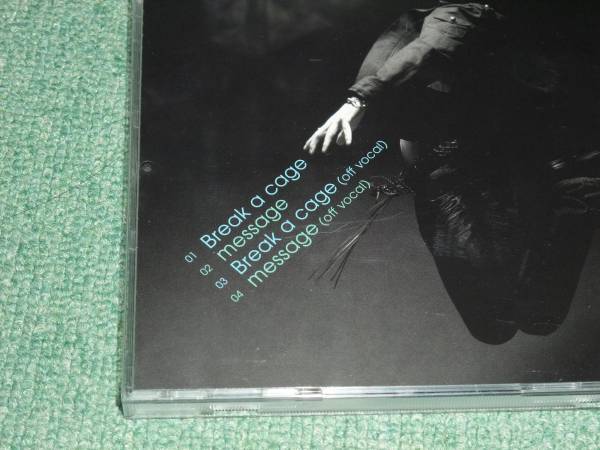 01 Break a cage
02 message
03 Break a cage (off vocal)
04 message (off vocal)